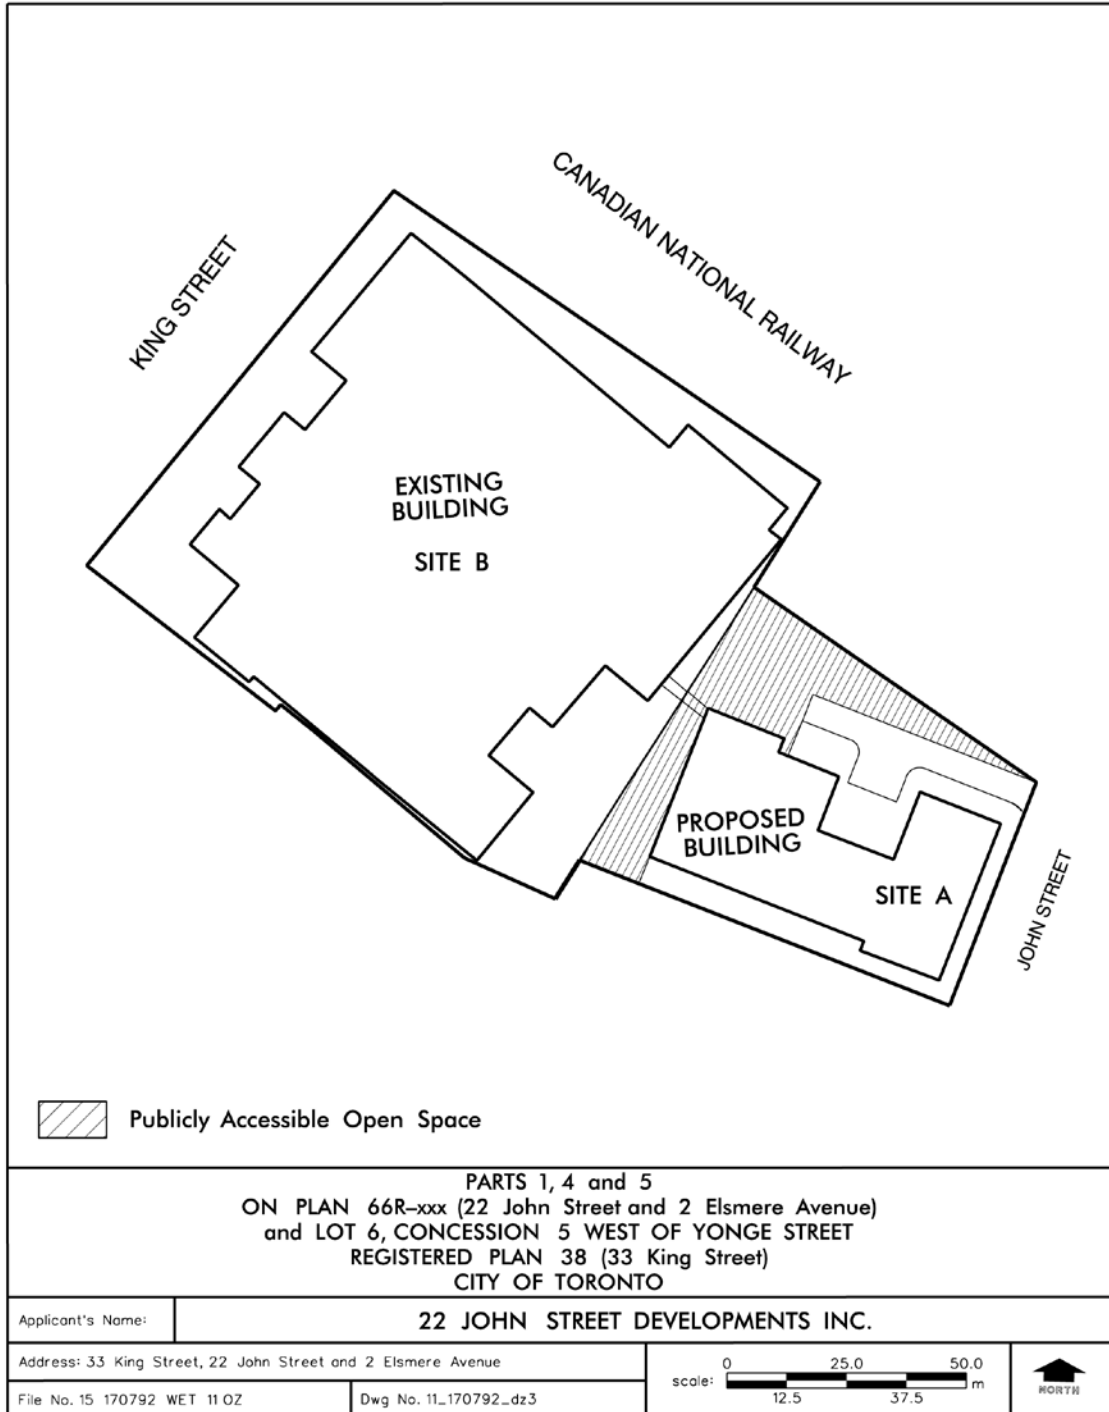 CANADIAN NATIONAL RAILWAY
KING STREET
EXISTING
BUILDING
SITE B
PROPOSED
BUILDING
SITE A
JOHN STREET
Publicly Accessible Open Space
PARTS 1, 4 and 5
ON PLAN 66R-xxx (22 John Street and 2 Elsmere Avenue)
and LOT 6, CONCESSION 5 WEST OF YONGE STREET
REGISTERED PLAN 38 (33 King Street)
CITY OF TORONTO
Applicant's Name:
22 JOHN STREET DEVELOPMENTS INC.
Address: 33 King Street, 22 John Street and 2 Elsmere Avenue
File No. 15 170792 WET 11 OZ
Dwg No. 11_170792_dz3
0 25.0 50.0
scale: m
12.5 37.5
NORTH